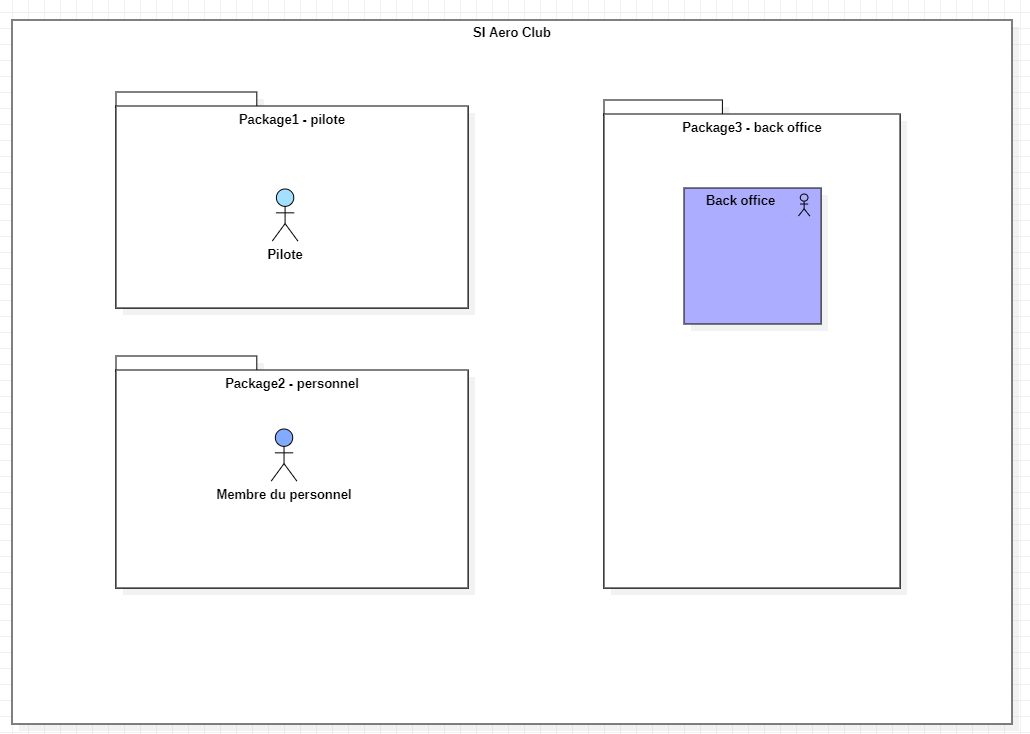 SI Aero Club
Package1 - pilote
Pilote
Package2 - personnel
Membre du personnel
Package3 - back office
Back office